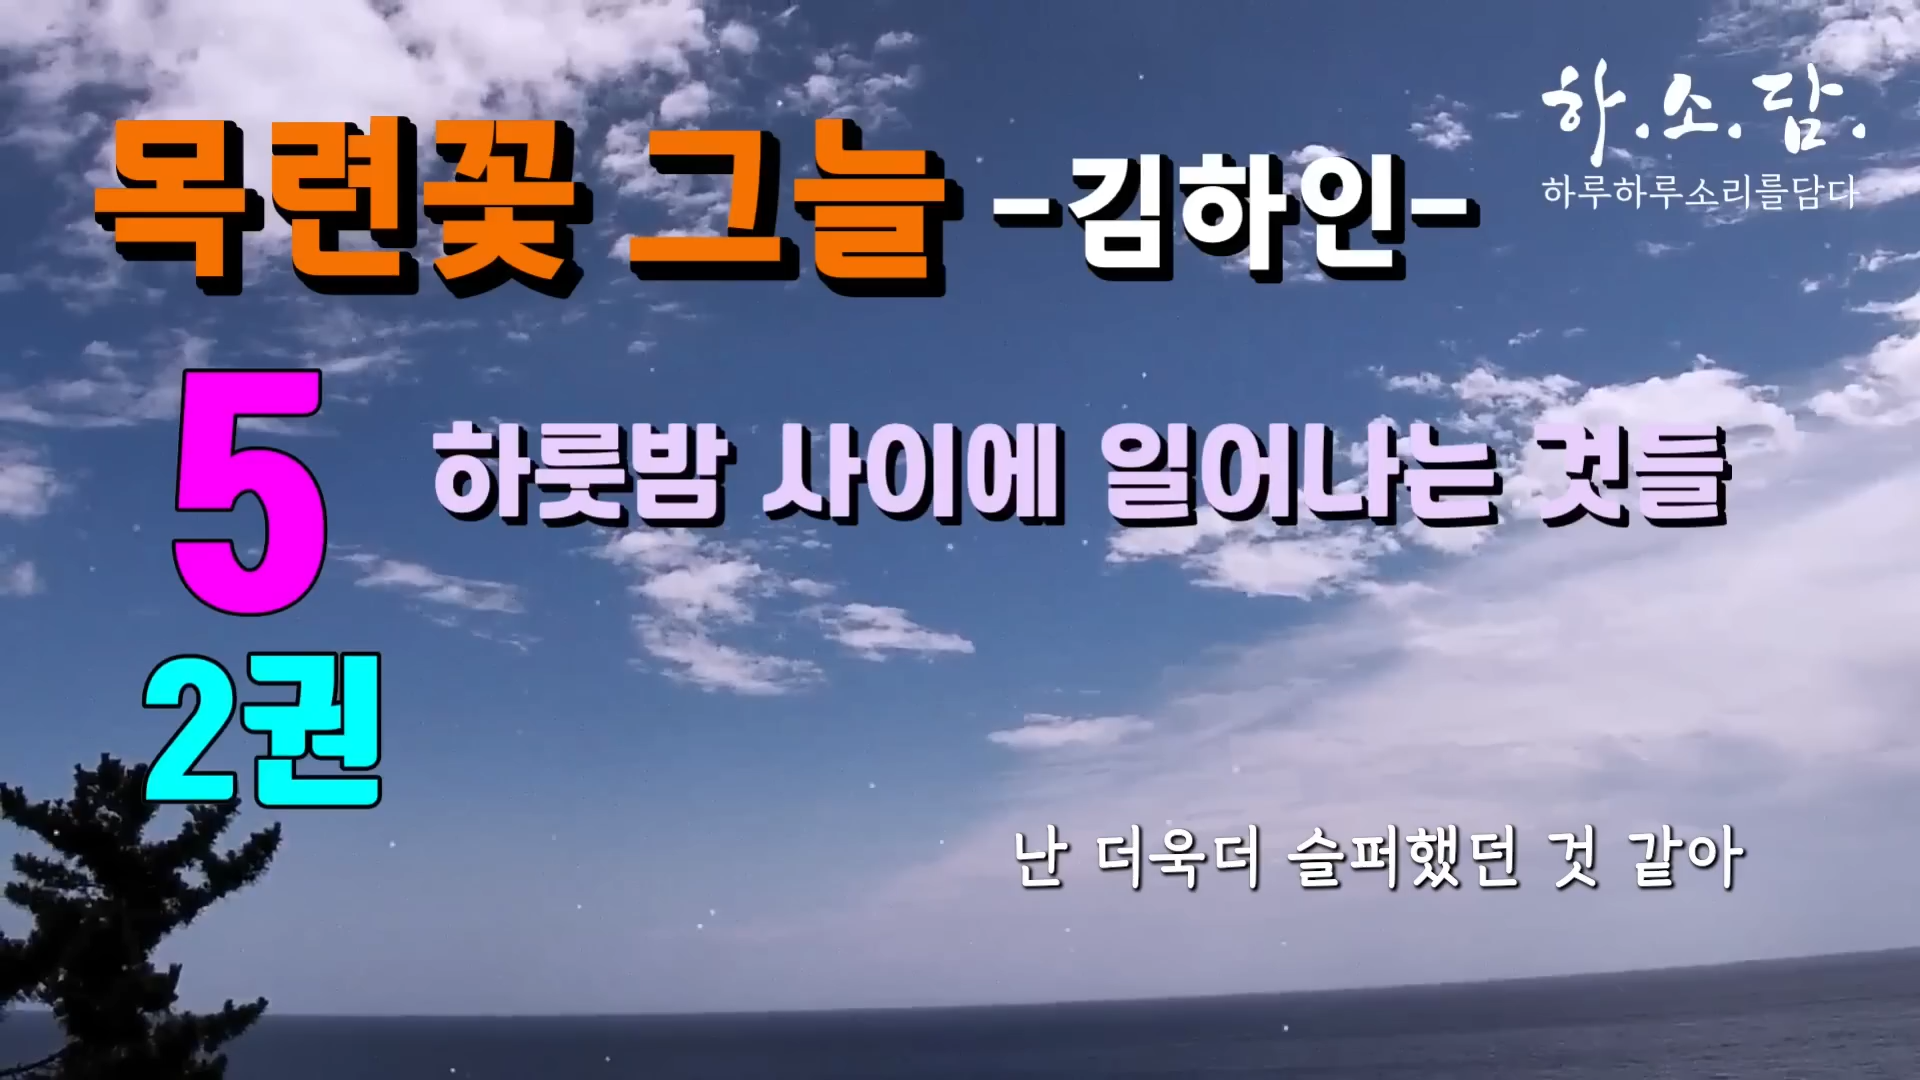 목련꽃 그늘 -김하인-
하.소.담.
하루하루소리를담다
5
하룻밤 사이에 일어나는 것들
2권
난 더욱더 슬퍼했던 것 같아